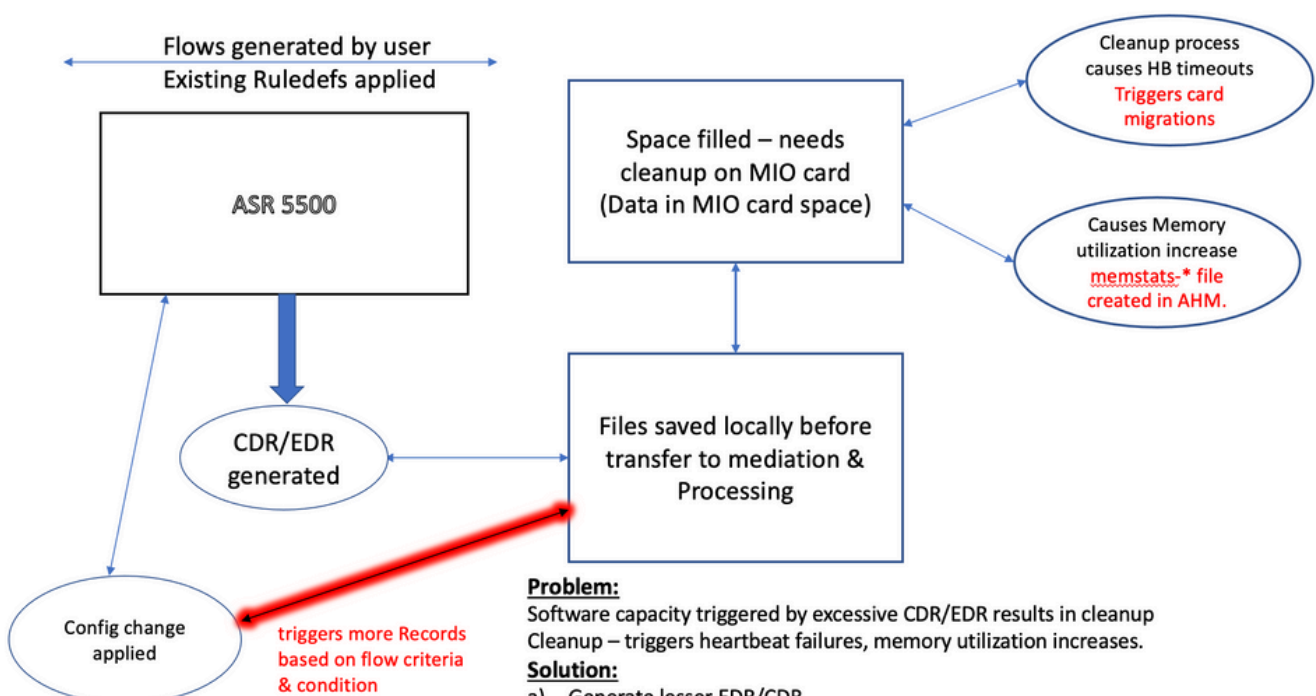 Flows generated by user
Existing Ruledefs applied
ASR 5500
CDR/EDR
generated
Config change
applied
triggers more Records
based on flow criteria
& condition
Space filled – needs
cleanup on MIO card
(Data in MIO card space)
Files saved locally before
transfer to mediation &
Processing
Cleanup process
causes HB timeouts
Triggers card
migrations
Causes Memory
utilization increase
memstats-* file
created in AHM.
Problem:
Software capacity triggered by excessive CDR/EDR results in cleanup
Cleanup – triggers heartbeat failures, memory utilization increases.
Solution:
a) Generate lesser EDR/CDR